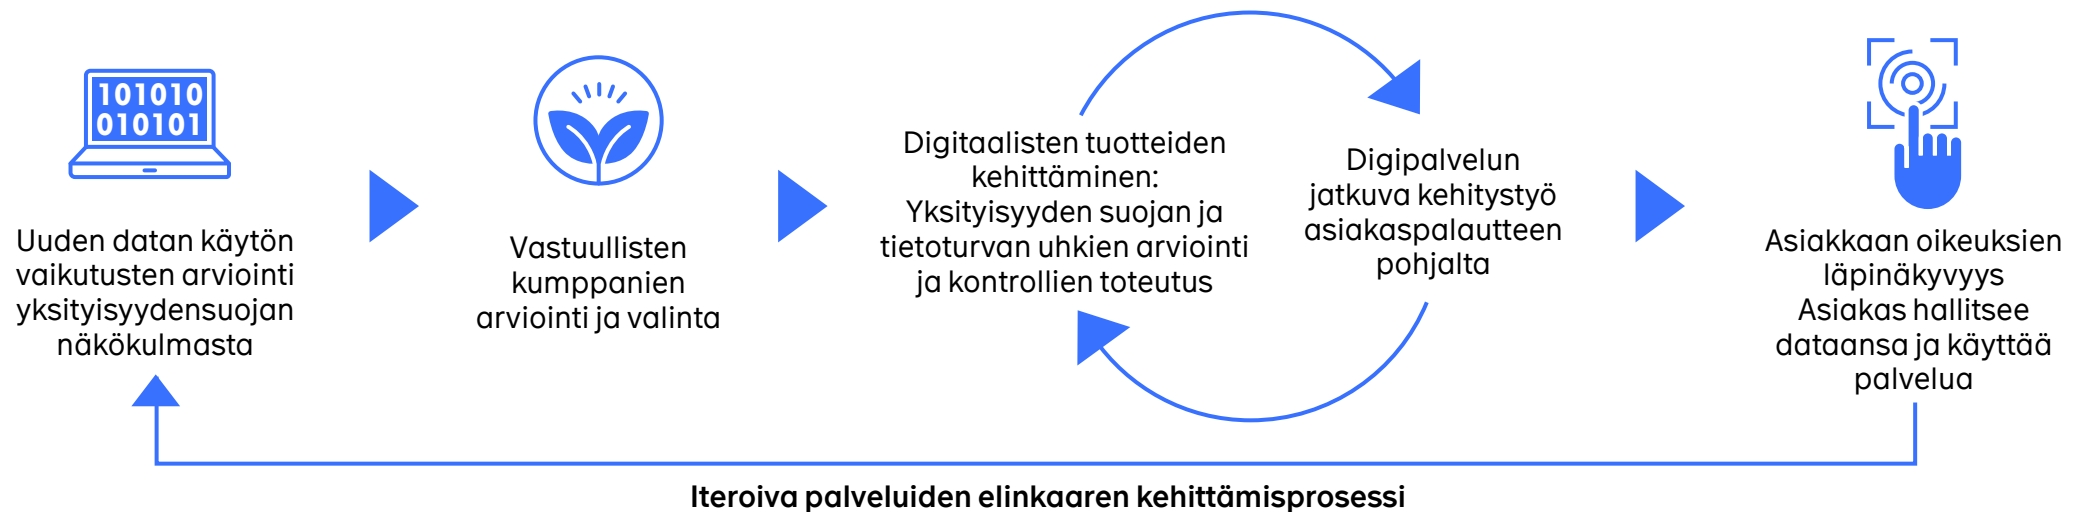 101010
010101
Uuden datan käytön
vaikutusten arviointi
yksityisyydensuojan
näkökulmasta
Vastuullisten
kumppanien
arviointi ja valinta
Digitaalisten tuotteiden
kehittäminen:
Yksityisyyden suojan ja
tietoturvan uhkien arviointi
ja kontrollien toteutus
Digipalvelun
jatkuva kehitystyö
asiakaspalautteen
pohjalta
Asiakkaan oikeuksien
läpinäkyvyys
Asiakas hallitsee
dataansa ja käyttää
palvelua
Iteroiva palveluiden elinkaaren kehittämisprosessi